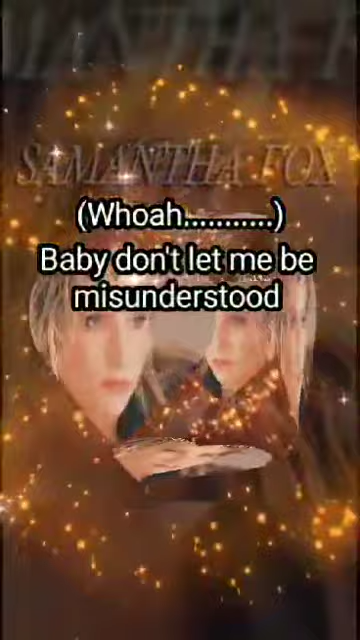 SAMANTHA FOX
(Whoah...........)
Baby don't let me be
misunderstood